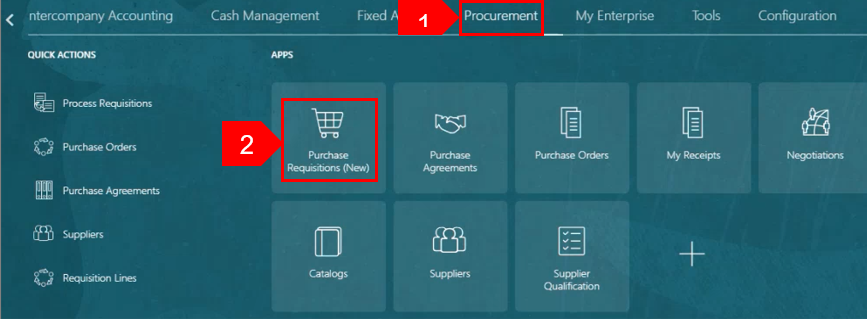 ntercompany Accounting
Cash Management
Fixed A
1
Procurement
My Enterprise
Tools
Configuration
QUICK ACTIONS
APPS
Process Requisitions
Purchase Orders
Purchase Agreements
Suppliers
Requisition Lines
2
Purchase
Requisitions (New)
Purchase
Agreements
Purchase Orders
My Receipts
Negotiations
Catalogs
Suppliers
Supplier
Qualification